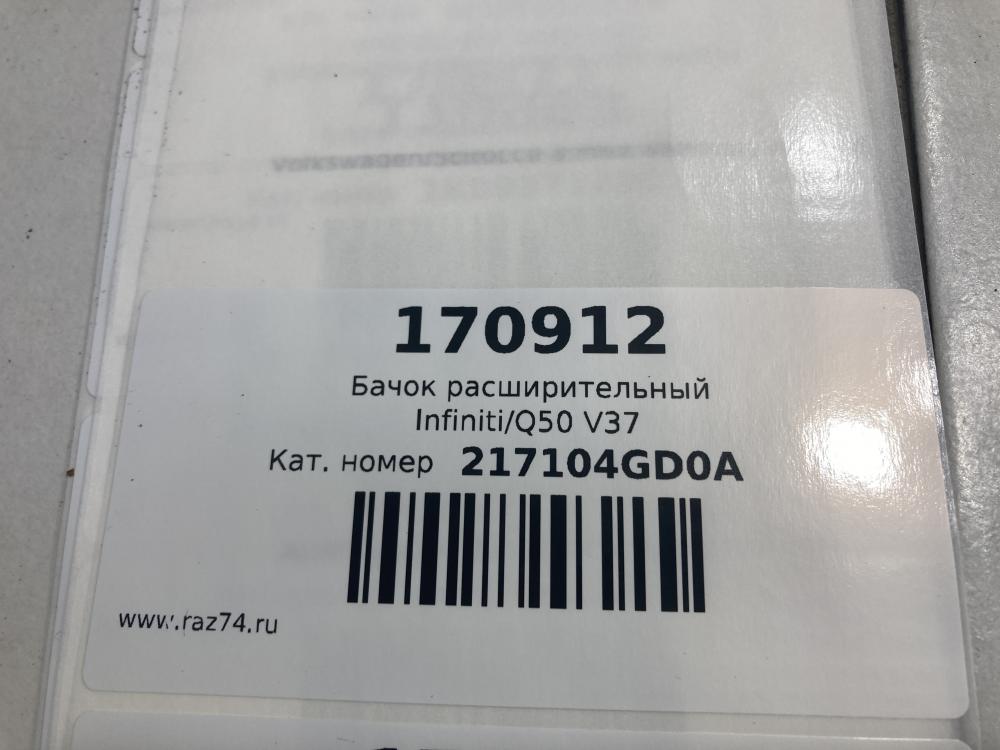 170912
Бачок расширительный
Infiniti/Q50 V37
Кат. номер 217104GD0A
www.raz74.ru